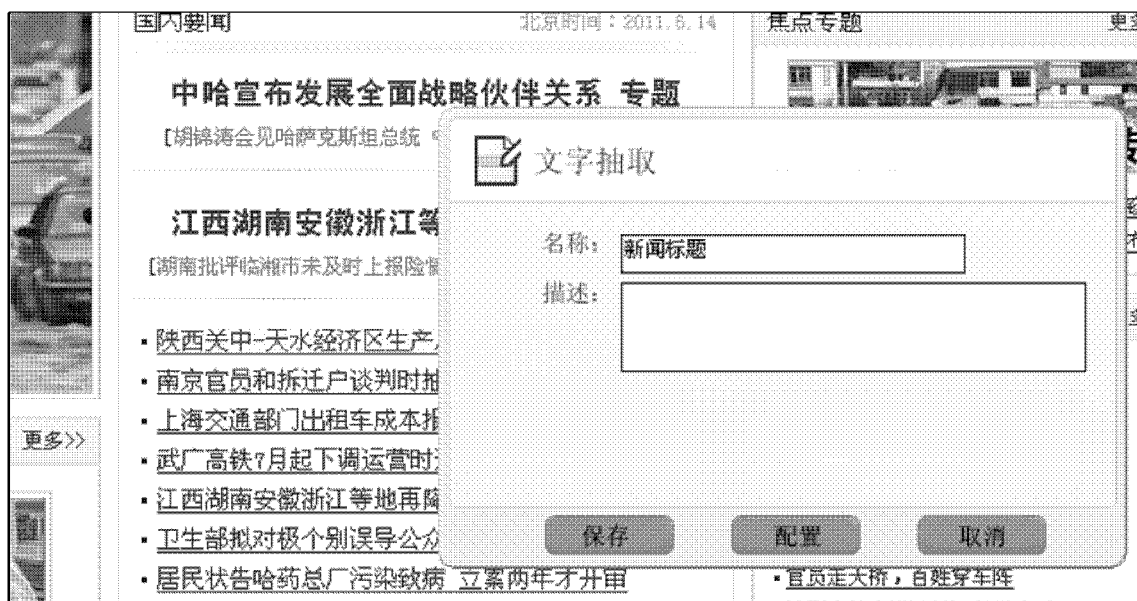 国内要闻 北京时间：2011.6.14
中哈宣布发展全面战略伙伴关系 专题
[胡锦涛会见哈萨克斯坦总统
江西湖南安徽浙江等
[湖南批评临湘市未及时上报险情
陕西关中-天水经济区生产
南京官员和拆迁户谈判时抽
上海交通部门出租车成本报
武广高铁7月起下调运营时速
江西湖南安徽浙江等地再降
卫生部拟对极个别误导公众
居民状告哈药总厂污染致病 立案两年才开审
更多>>
焦点专题 更多
文字抽取
名称：
新闻标题
描述：
保存 配置 取消
官员走大桥，百姓穿车阵